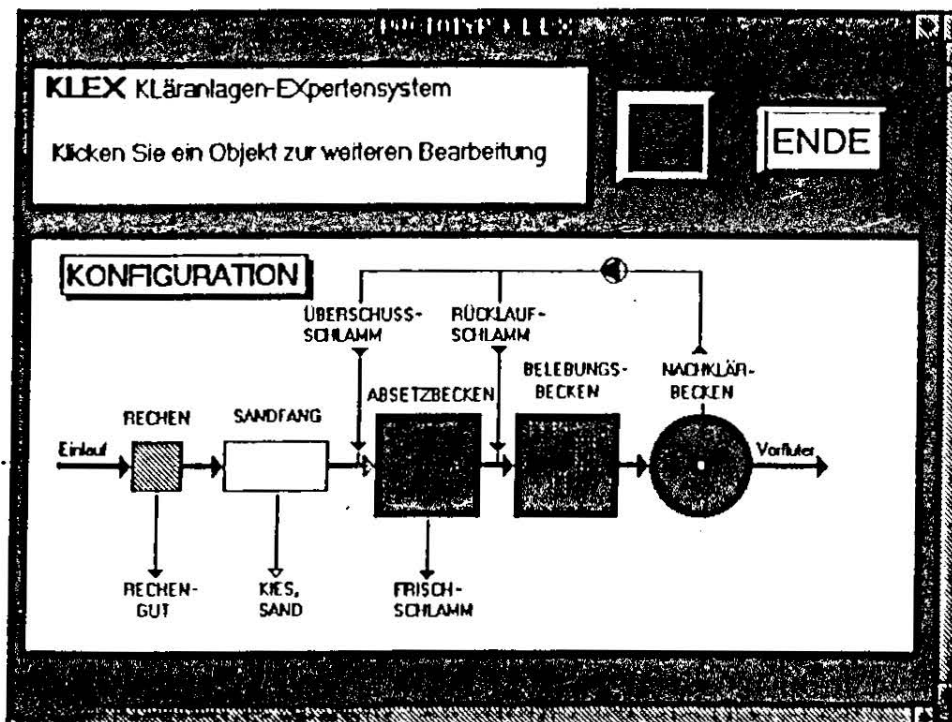 KLEX KLäranlagen-EXpertensystem
Klicken Sie ein Objekt zur weiteren Bearbeitung
ENDE
KONFIGURATION
ÜBERSCHUSS-
SCHLAMM
RÜCKLAUF-
SCHLAMM
BELEBUNGS-
BECKEN
NACHKLÄR-
BECKEN
ABSETZBECKEN
RECHEN
SANDFANG
Einlauf
Vorfluter
RECHEN-
GUT
KIES,
SAND
FRISCH-
SCHLAMM